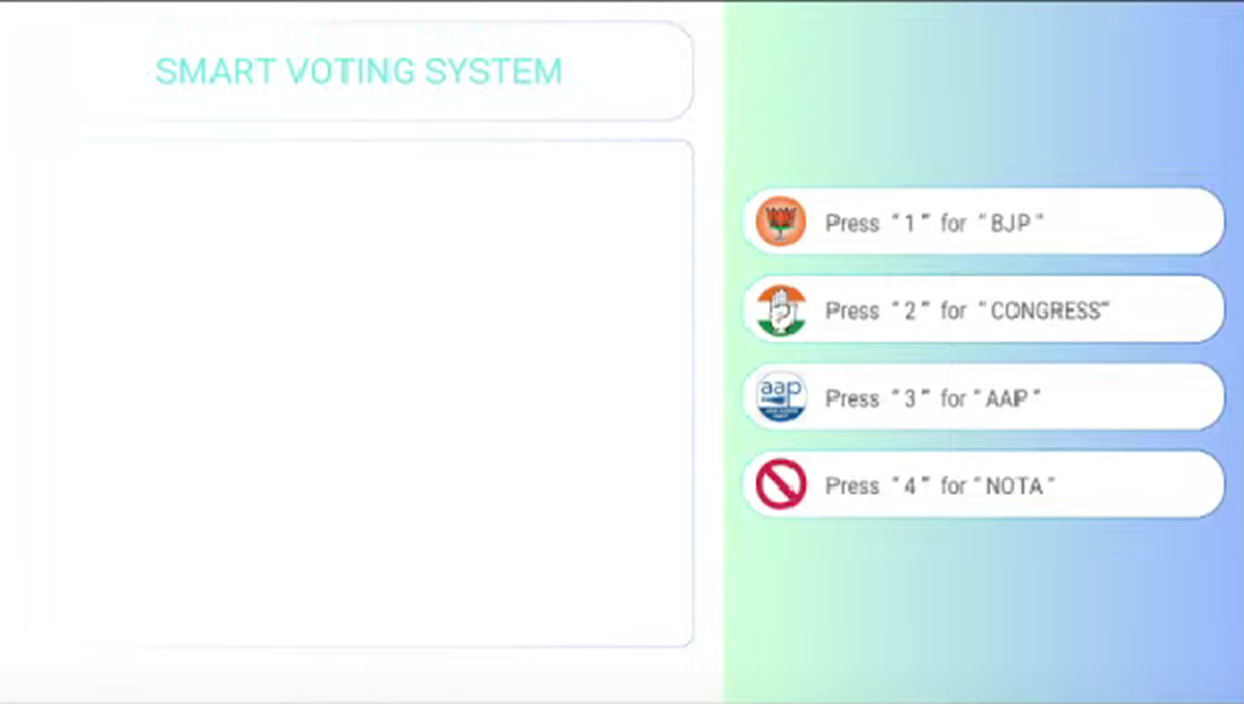 SMART VOTING SYSTEM
Press “1” for “BJP”
Press “2” for “CONGRESS”
aap
Press “3” for “AAP”
Press “4” for “NOTA”